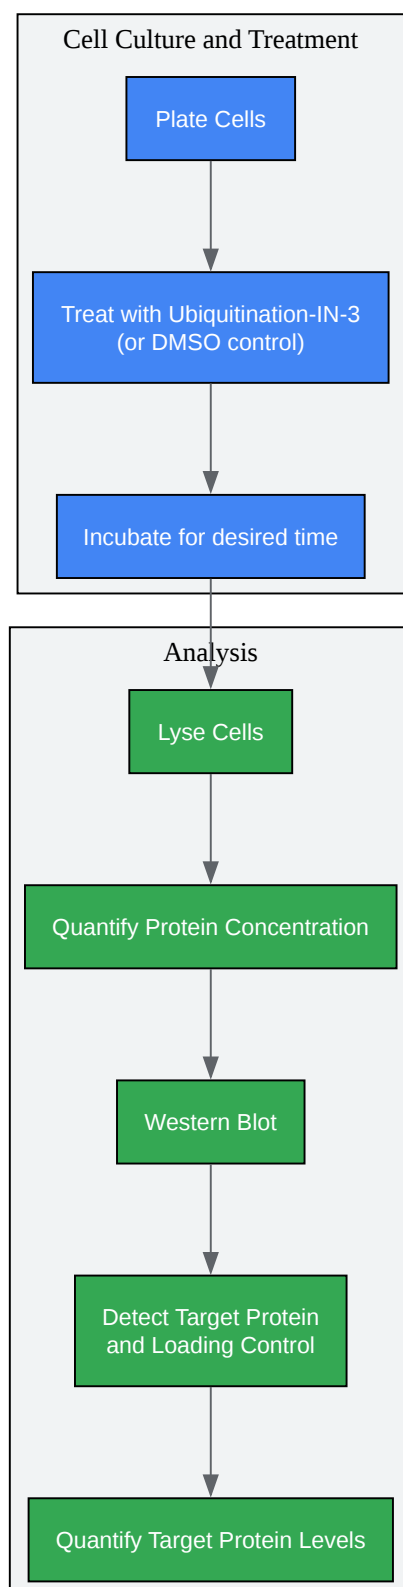 Cell Culture and Treatment
Plate Cells
Treat with Ubiquitination-IN-3
(or DMSO control)
Incubate for desired time
Analysis
Lyse Cells
Quantify Protein Concentration
Western Blot
Detect Target Protein
and Loading Control
Quantify Target Protein Levels